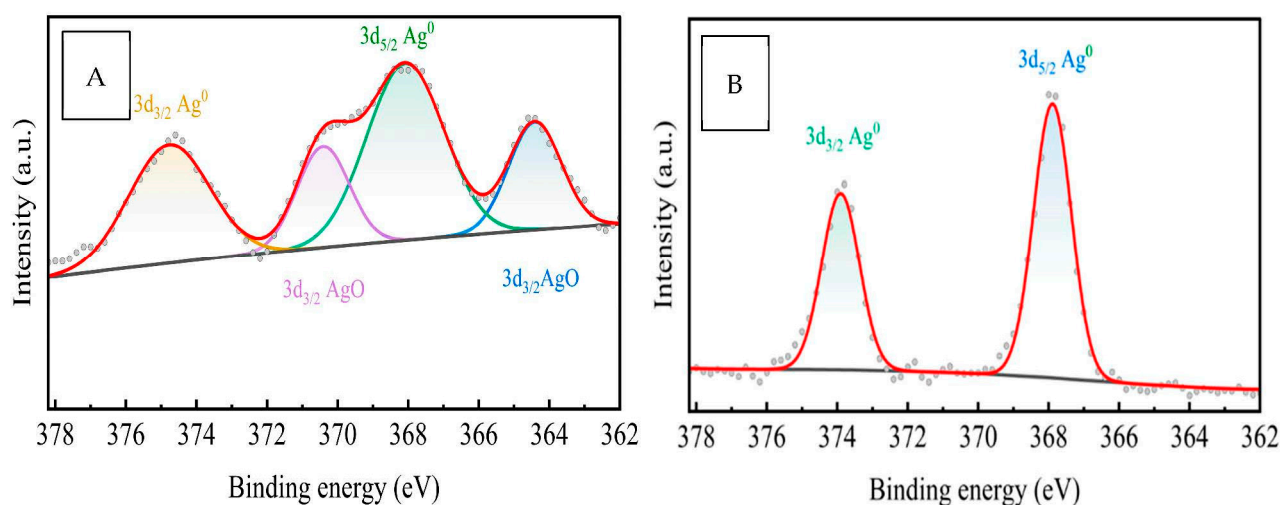 A
3d5/2 Ag0
3d3/2 Ag0
3d3/2 AgO
3d3/2AgO
Intensity (a.u.)
378 376 374 372 370 368 366 364 362
Binding energy (eV)
B
3d5/2 Ag0
3d3/2 Ag0
Intensity (a.u.)
378 376 374 372 370 368 366 364 362
Binding energy (eV)